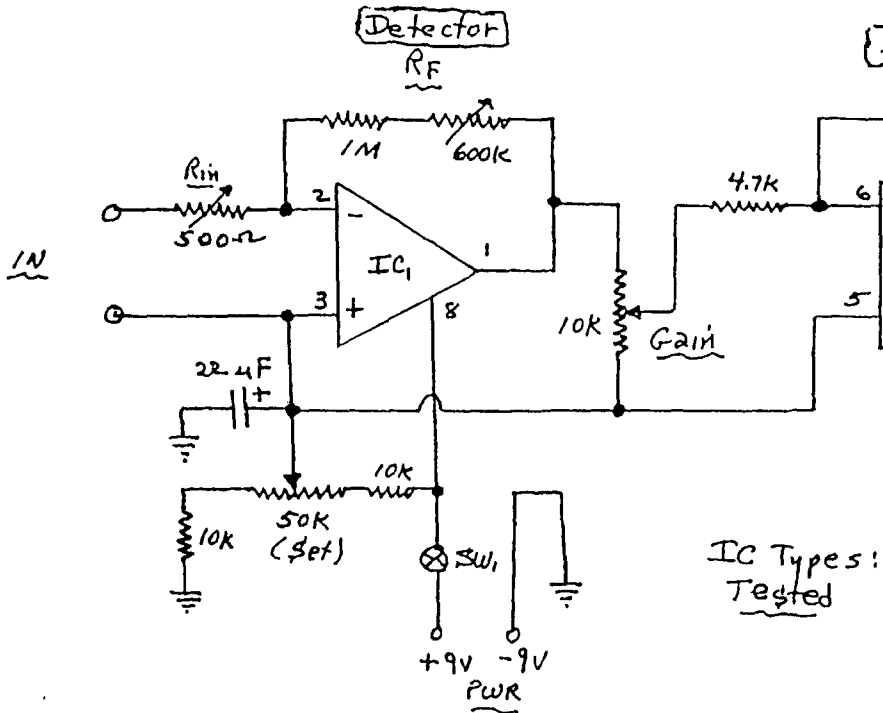 Detector
RF
1M
600K
Rin
500Ω
2
-
IC1
1
4.7K
6
IN
3
+
8
10K
Gain
5
22 µF
+
10K
50K
(Set)
10K
SW1
+9V -9V
PWR
IC Types:
Tested